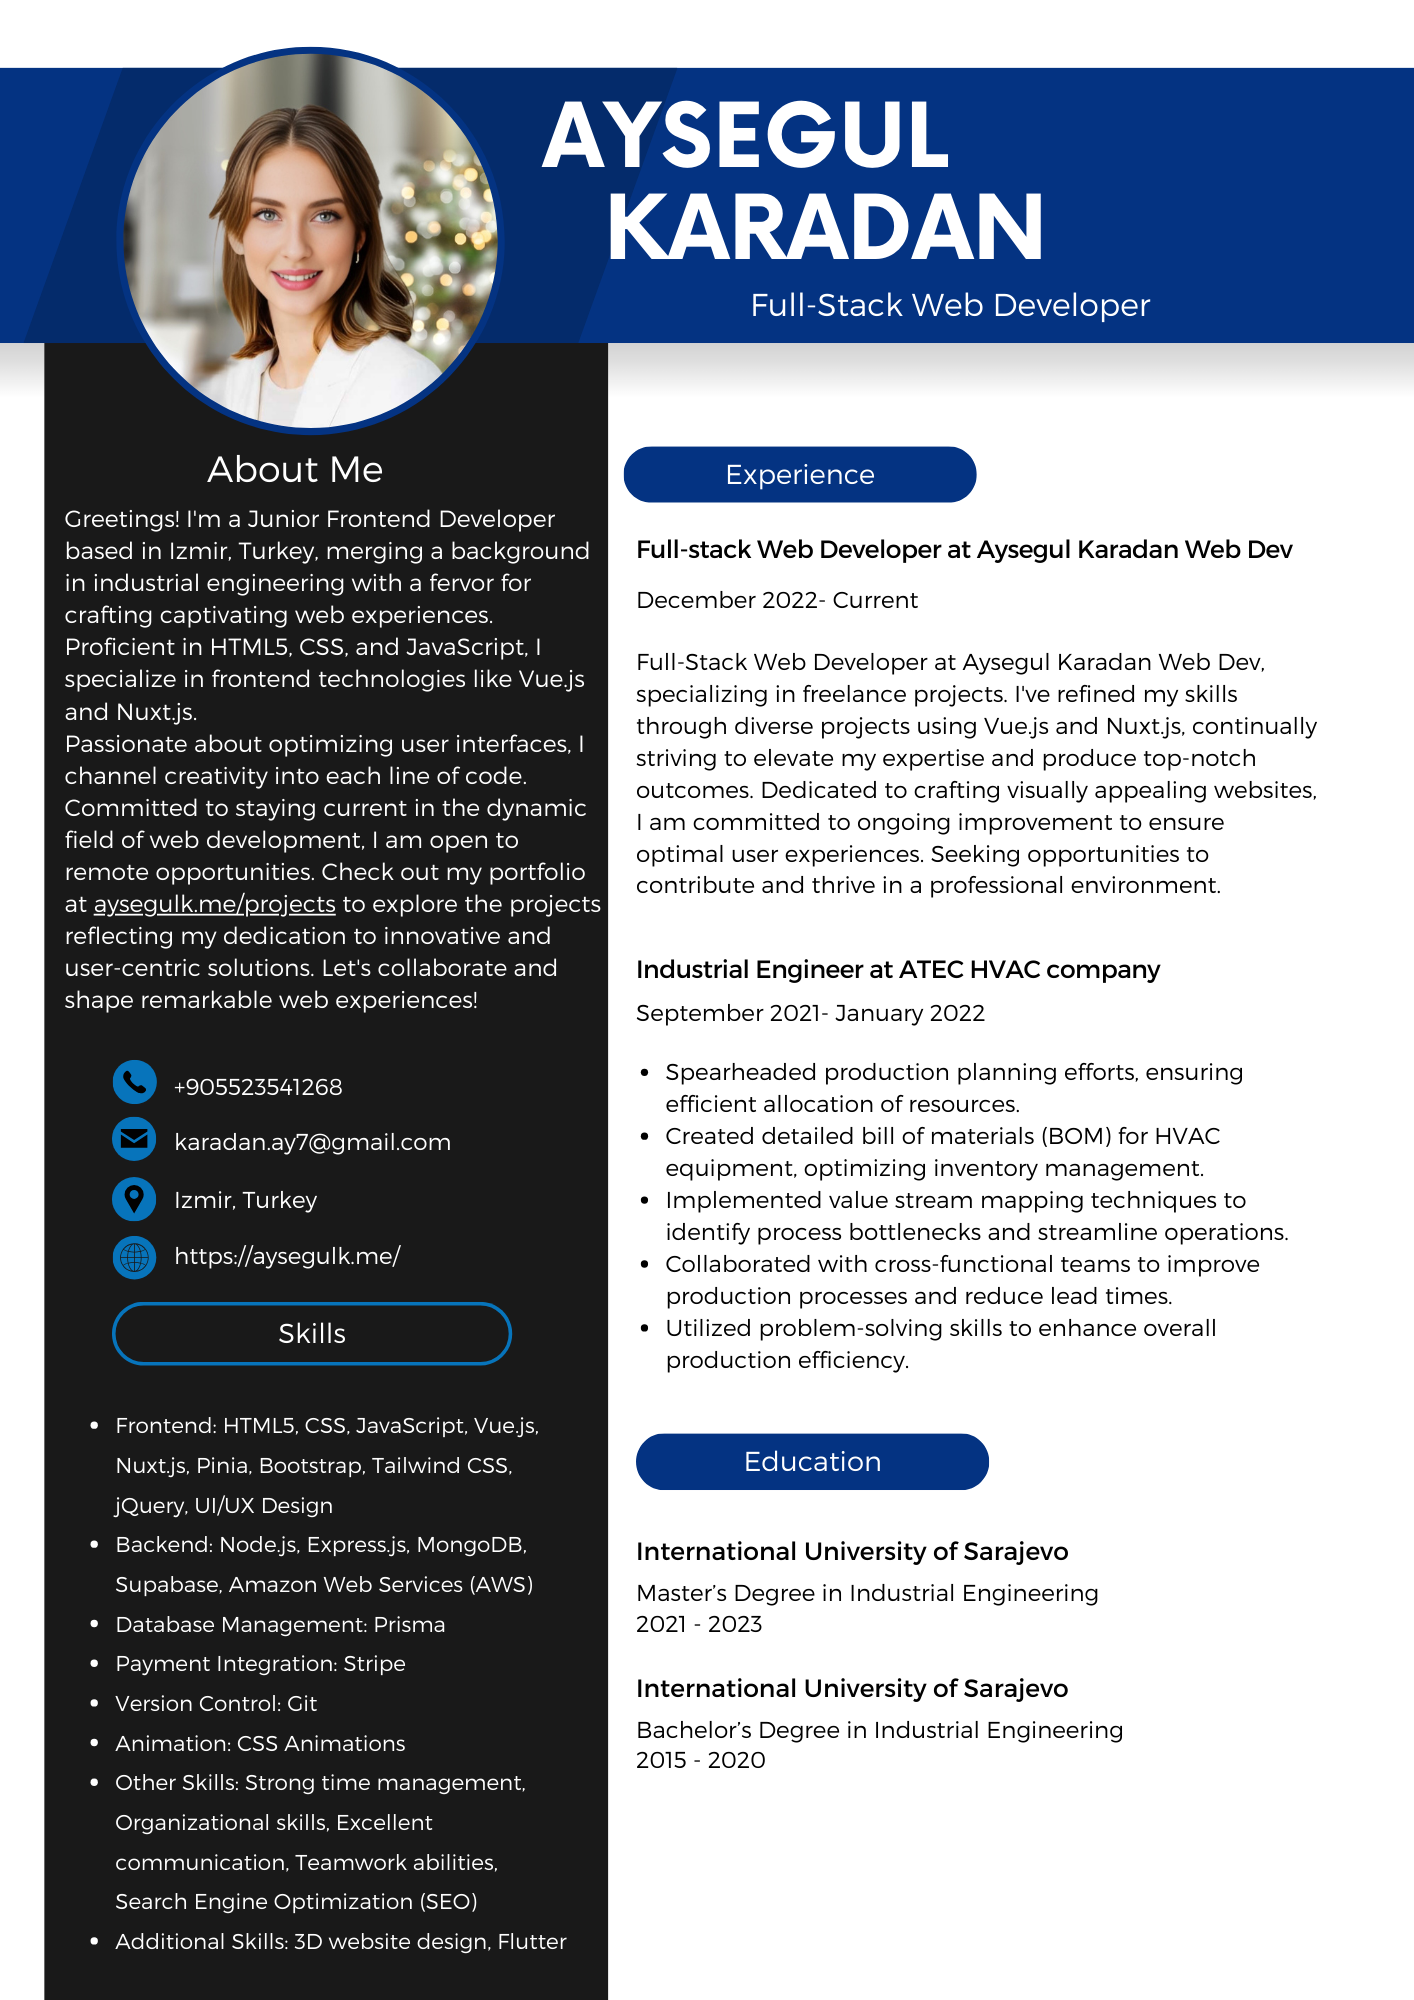 AYSEGUL
KARADAN
Full-Stack Web Developer
About Me
Greetings! I'm a Junior Frontend Developer
based in Izmir, Turkey, merging a background
in industrial engineering with a fervor for
crafting captivating web experiences.
Proficient in HTML5, CSS, and JavaScript, I
specialize in frontend technologies like Vue.js
and Nuxt.js.
Passionate about optimizing user interfaces, I
channel creativity into each line of code.
Committed to staying current in the dynamic
field of web development, I am open to
remote opportunities. Check out my portfolio
at aysegulk.me/projects to explore the projects
reflecting my dedication to innovative and
user-centric solutions. Let's collaborate and
shape remarkable web experiences!
+905523541268
karadan.ay7@gmail.com
Izmir, Turkey
https://aysegulk.me/
Skills
• Frontend: HTML5, CSS, JavaScript, Vue.js,
Nuxt.js, Pinia, Bootstrap, Tailwind CSS,
jQuery, UI/UX Design
• Backend: Node.js, Express.js, MongoDB,
Supabase, Amazon Web Services (AWS)
• Database Management: Prisma
• Payment Integration: Stripe
• Version Control: Git
• Animation: CSS Animations
• Other Skills: Strong time management,
Organizational skills, Excellent
communication, Teamwork abilities,
Search Engine Optimization (SEO)
• Additional Skills: 3D website design, Flutter
Experience
Full-stack Web Developer at Aysegul Karadan Web Dev
December 2022- Current
Full-Stack Web Developer at Aysegul Karadan Web Dev,
specializing in freelance projects. I've refined my skills
through diverse projects using Vue.js and Nuxt.js, continually
striving to elevate my expertise and produce top-notch
outcomes. Dedicated to crafting visually appealing websites,
I am committed to ongoing improvement to ensure
optimal user experiences. Seeking opportunities to
contribute and thrive in a professional environment.
Industrial Engineer at ATEC HVAC company
September 2021- January 2022
• Spearheaded production planning efforts, ensuring
efficient allocation of resources.
• Created detailed bill of materials (BOM) for HVAC
equipment, optimizing inventory management.
• Implemented value stream mapping techniques to
identify process bottlenecks and streamline operations.
• Collaborated with cross-functional teams to improve
production processes and reduce lead times.
• Utilized problem-solving skills to enhance overall
production efficiency.
Education
International University of Sarajevo
Master’s Degree in Industrial Engineering
2021 - 2023
International University of Sarajevo
Bachelor’s Degree in Industrial Engineering
2015 - 2020